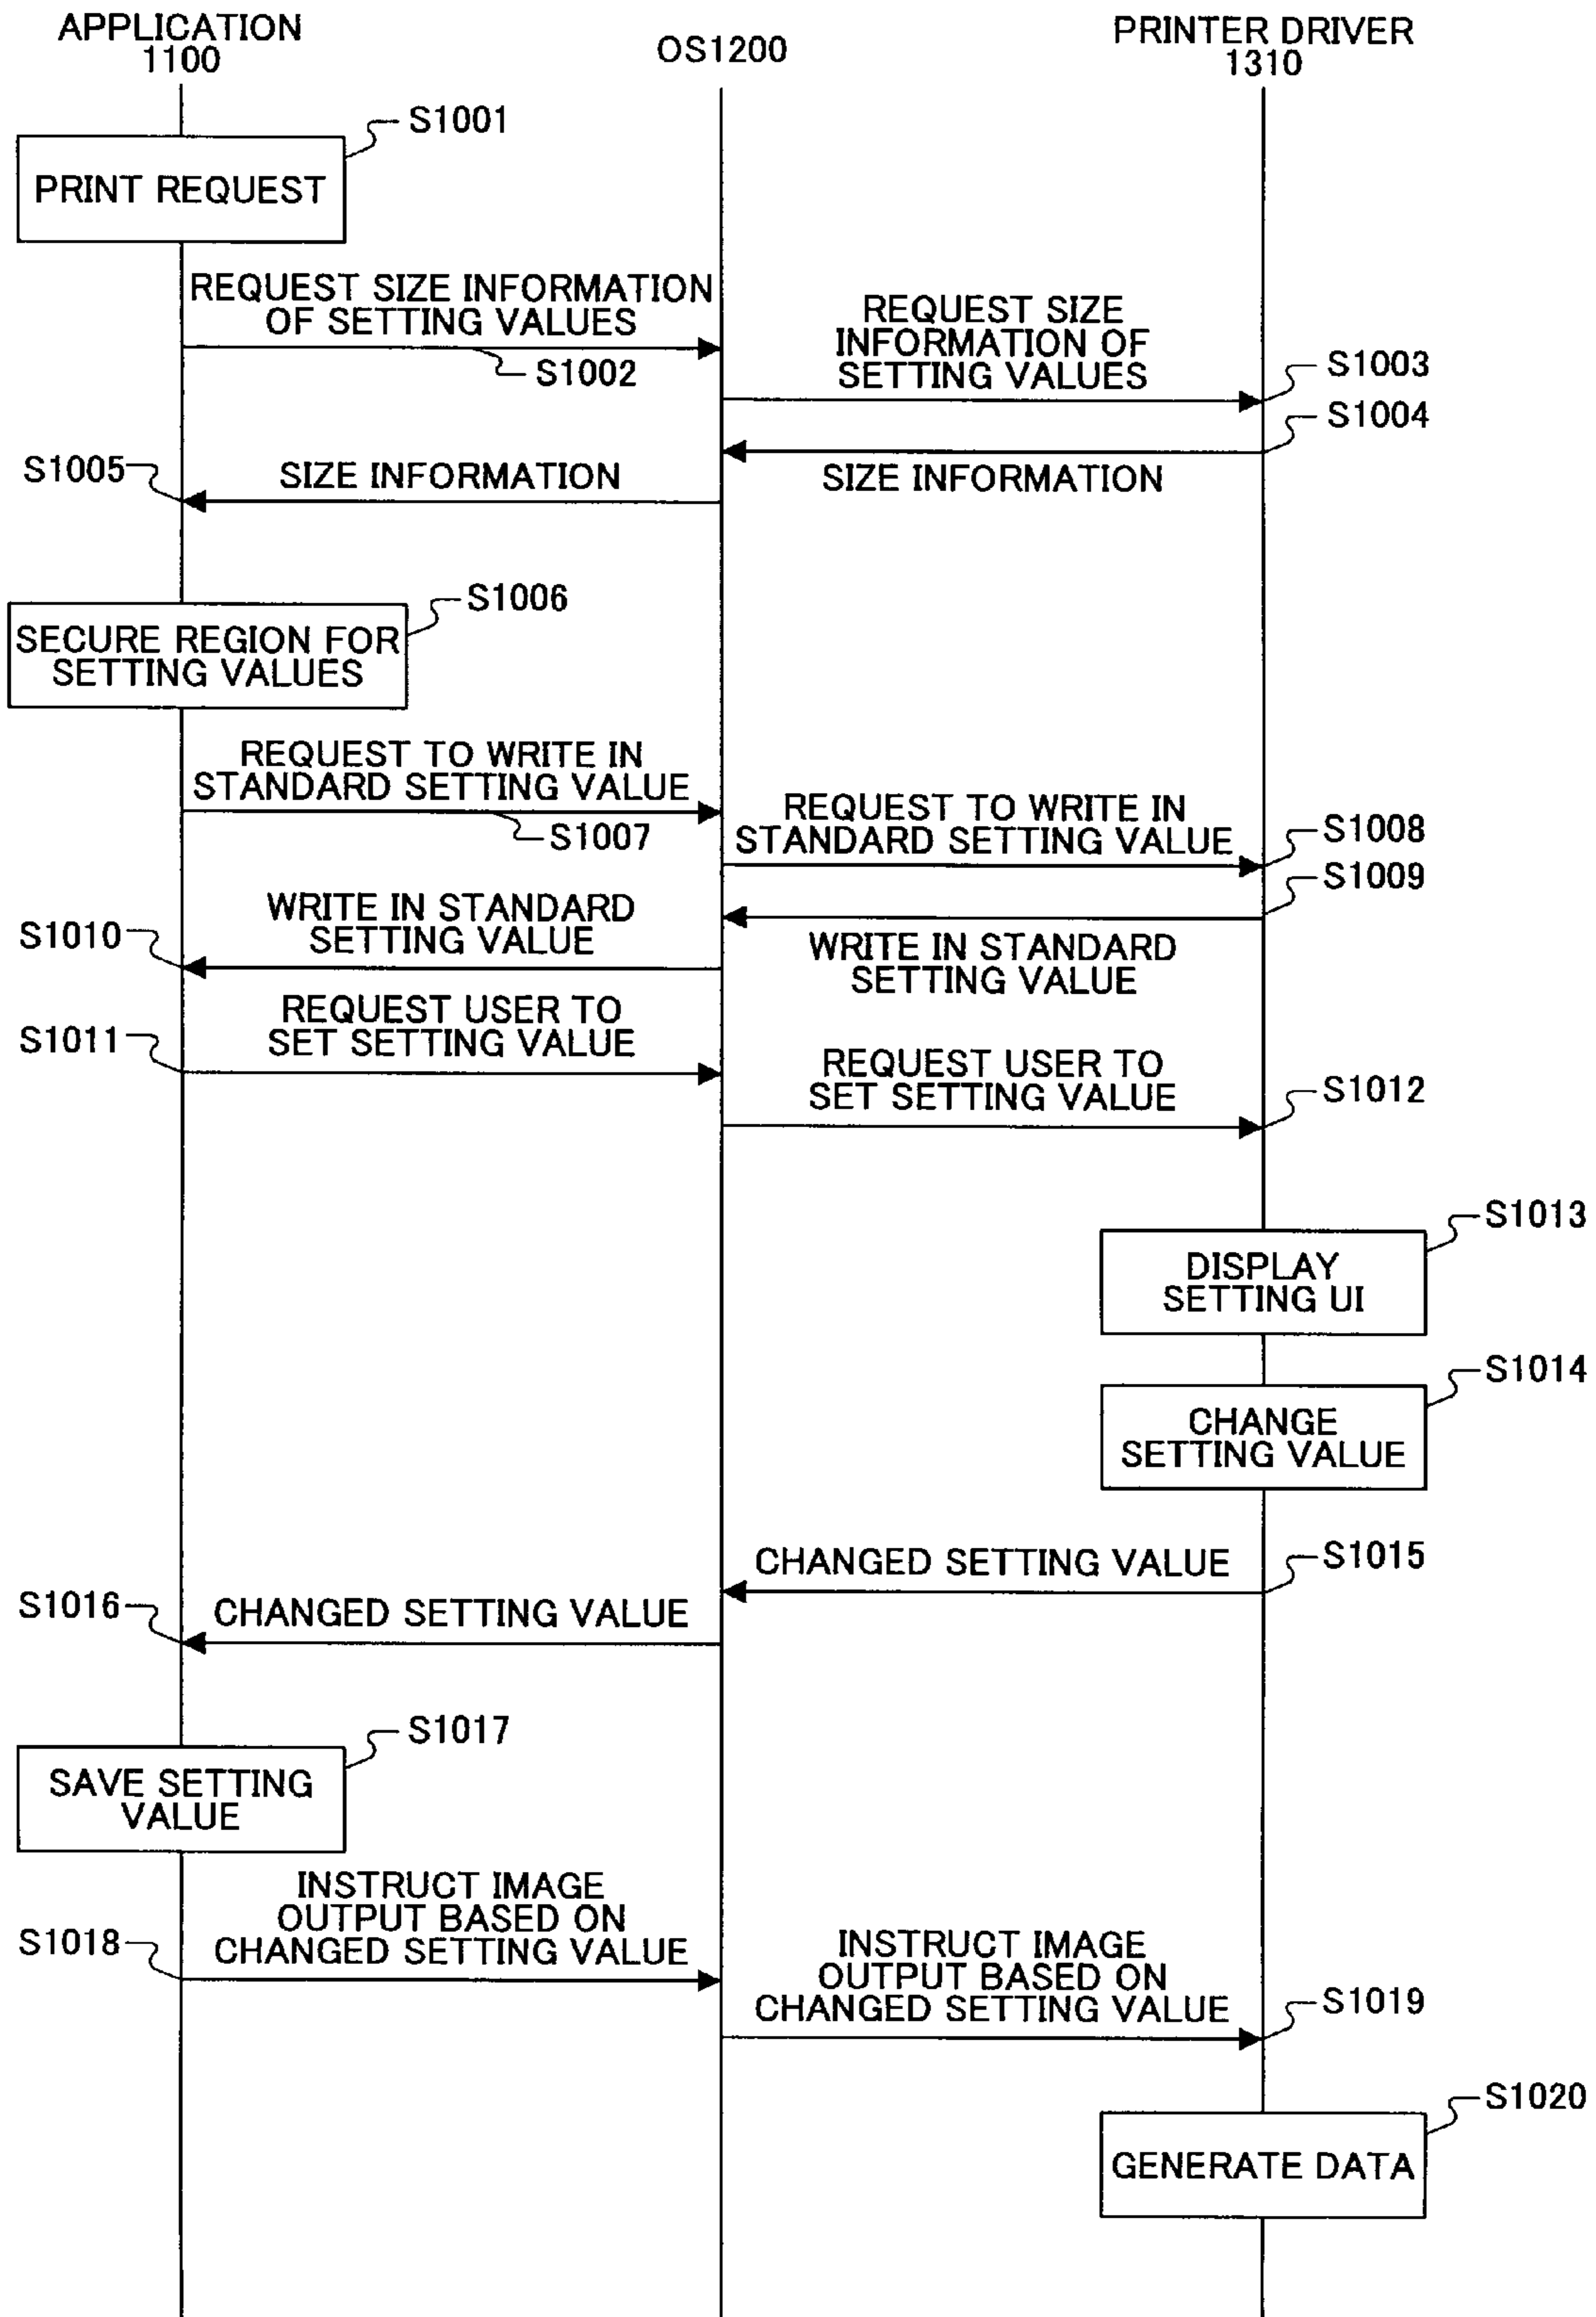 APPLICATION
1100
OS1200
PRINTER DRIVER
1310
S1001
PRINT REQUEST
REQUEST SIZE INFORMATION
OF SETTING VALUES
S1002
REQUEST SIZE
INFORMATION OF
SETTING VALUES
S1003
S1004
SIZE INFORMATION
S1005
SIZE INFORMATION
S1006
SECURE REGION FOR
SETTING VALUES
REQUEST TO WRITE IN
STANDARD SETTING VALUE
S1007
REQUEST TO WRITE IN
STANDARD SETTING VALUE
S1008
S1009
WRITE IN STANDARD
SETTING VALUE
S1010
WRITE IN STANDARD
SETTING VALUE
REQUEST USER TO
SET SETTING VALUE
S1011
REQUEST USER TO
SET SETTING VALUE
S1012
S1013
DISPLAY
SETTING UI
S1014
CHANGE
SETTING VALUE
CHANGED SETTING VALUE
S1015
S1016
CHANGED SETTING VALUE
S1017
SAVE SETTING
VALUE
INSTRUCT IMAGE
OUTPUT BASED ON
CHANGED SETTING VALUE
S1018
INSTRUCT IMAGE
OUTPUT BASED ON
CHANGED SETTING VALUE
S1019
S1020
GENERATE DATA